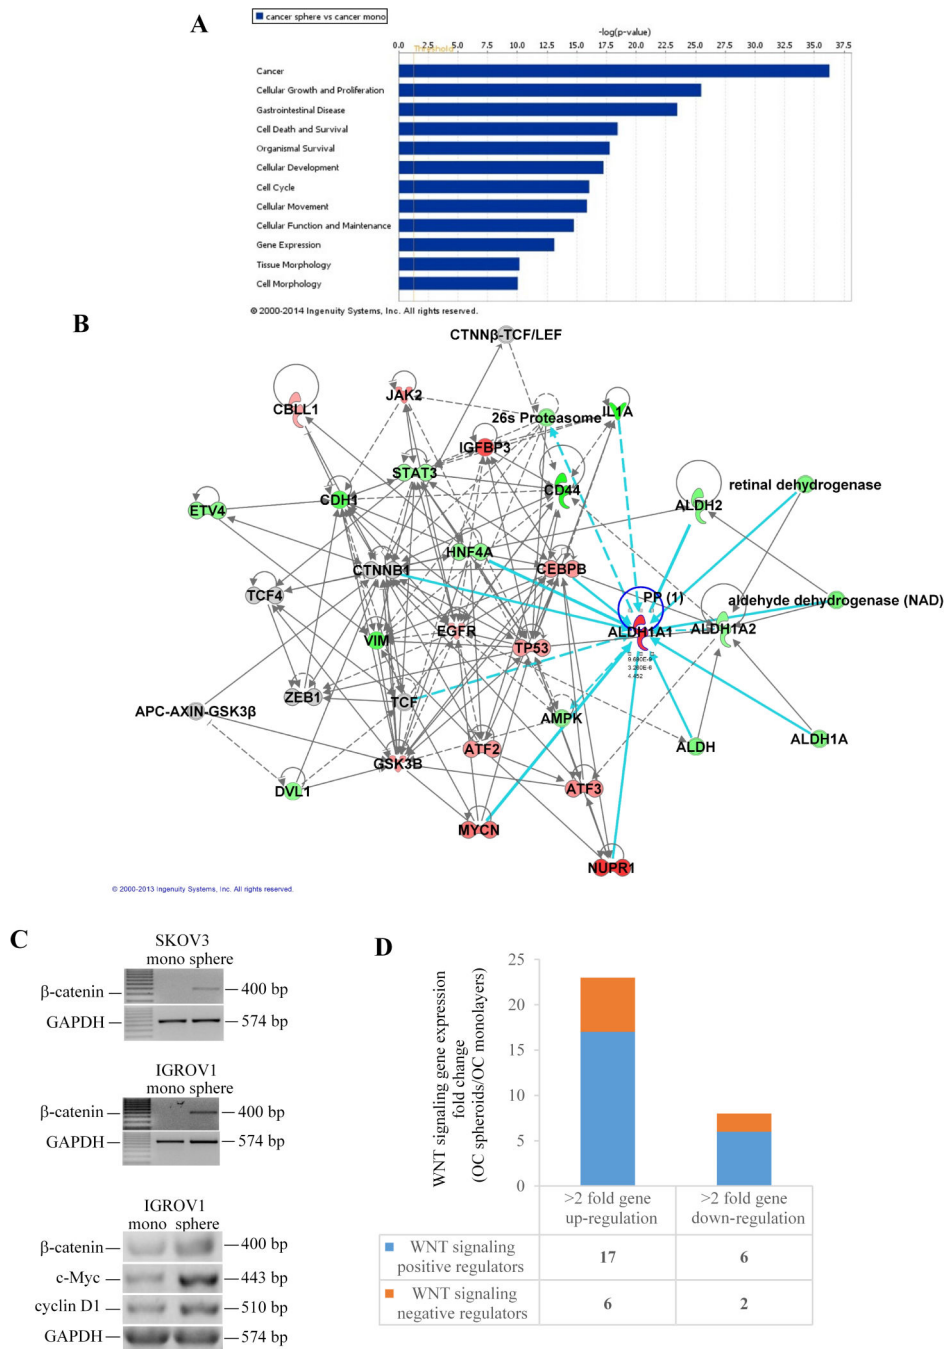 A
cancer sphere vs cancer mono
-log(p-value)
0.0 2.5 5.0 7.5 10.0 12.5 15.0 17.5 20.0 22.5 25.0 27.5 30.0 32.5 35.0 37.5
Threshold
Cancer
Cellular Growth and Proliferation
Gastrointestinal Disease
Cell Death and Survival
Organismal Survival
Cellular Development
Cell Cycle
Cellular Movement
Cellular Function and Maintenance
Gene Expression
Tissue Morphology
Cell Morphology
© 2000-2014 Ingenuity Systems, Inc. All rights reserved.
B
CTNNβ-TCF/LEF
CBLL1
JAK2
26s Proteasome
IL1A
IGFBP3
STAT3
CDH1
CD44
ETV4
ALDH2
retinal dehydrogenase
HNF4A
CTNNB1
CEBPB
TCF4
PP (1)
aldehyde dehydrogenase (NAD)
VIM
EGFR
ALDH1A1
ALDH1A2
TP53
4.452
ZEB1
TCF
APC-AXIN-GSK3β
AMPK
ALDH
ALDH1A
GSK3B
ATF2
DVL1
ATF3
MYCN
NUPR1
© 2000-2013 Ingenuity Systems, Inc. All rights reserved.
C
SKOV3
mono sphere
β-catenin
400 bp
GAPDH
574 bp
IGROV1
mono sphere
β-catenin
400 bp
GAPDH
574 bp
IGROV1
mono sphere
β-catenin
400 bp
c-Myc
443 bp
cyclin D1
510 bp
GAPDH
574 bp
D
WNT signaling gene expression
fold change
(OC spheroids/OC monolayers)
25
20
15
10
5
0
>2 fold gene
up-regulation
>2 fold gene
down-regulation
WNT signaling
positive regulators
17
6
WNT signaling
negative regulators
6
2